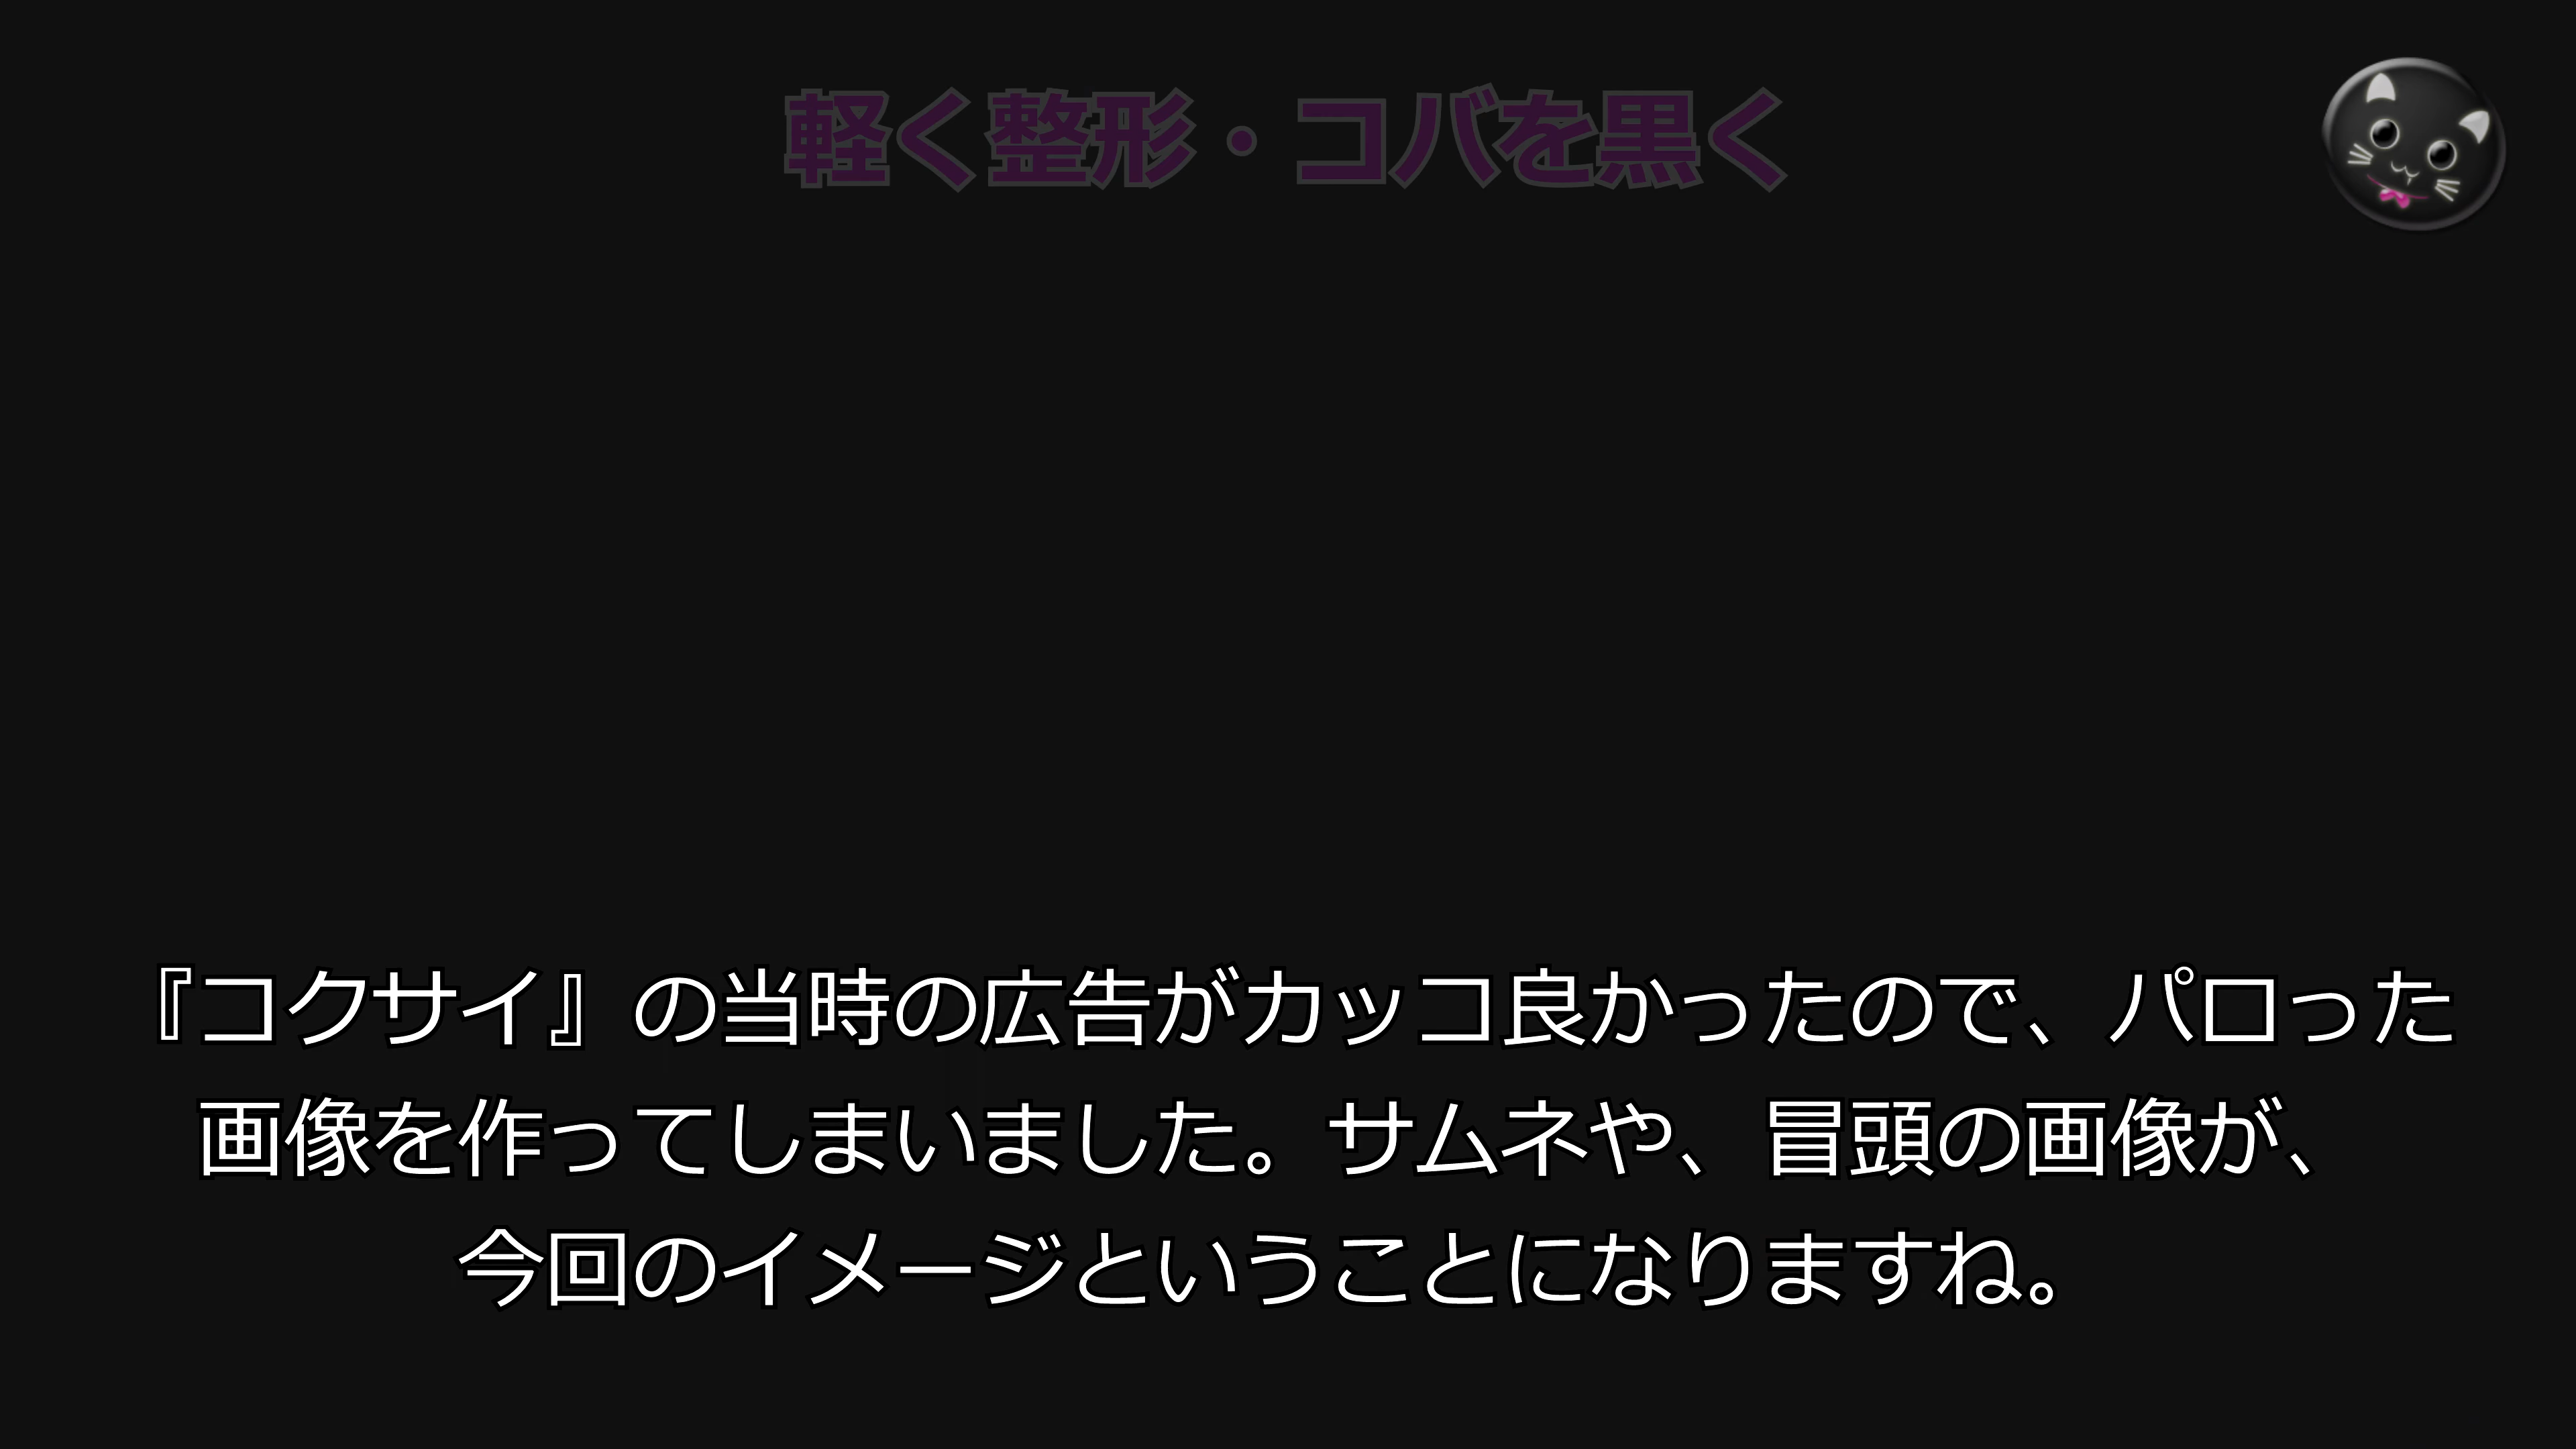 軽く整形・コバを黒く
『コクサイ』の当時の広告がカッコ良かったので、パロった
画像を作ってしまいました。サムネや、冒頭の画像が、
今回のイメージということになりますね。